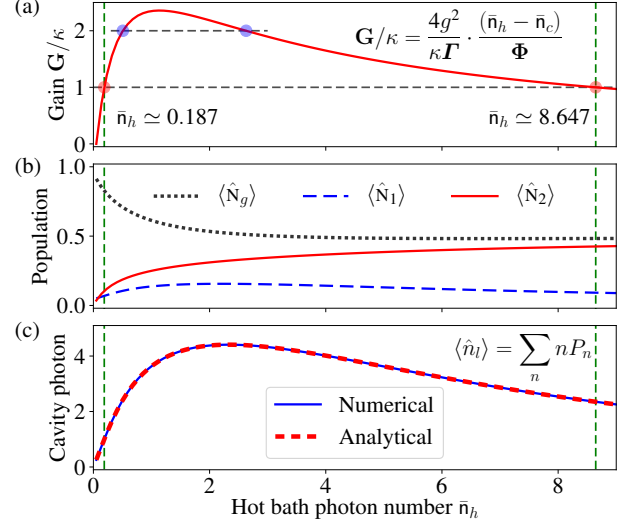 (a)
Gain G/κ
2
1
0
G/κ = 4g²/κΓ · (n̄_h − n̄_c)/Φ
n̄_h ≃ 0.187
n̄_h ≃ 8.647
(b)
Population
1.0
0.5
0.0
⟨N̂_g⟩
⟨N̂_1⟩
⟨N̂_2⟩
(c)
Cavity photon
4
2
0
⟨n̂_l⟩ = ∑_n nP_n
Numerical
Analytical
0 2 4 6 8
Hot bath photon number n̄_h